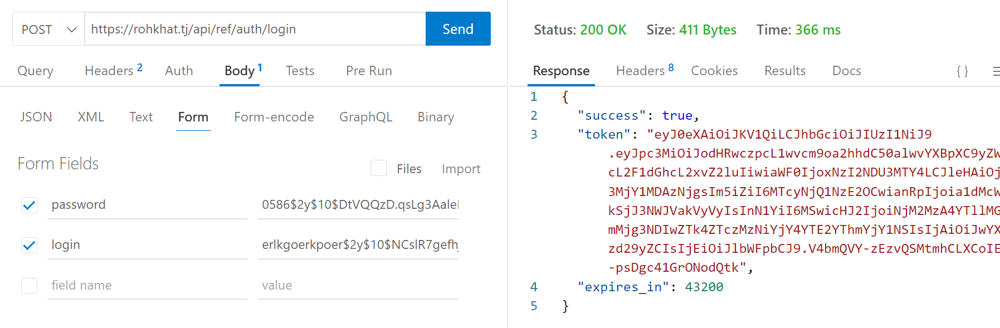 POST https://rohkhat.tj/api/ref/auth/login Send
Query Headers 2 Auth Body 1 Tests Pre Run
JSON XML Text Form Form-encode GraphQL Binary
Form Fields
Files Import
password 0586$2y$10$DtVQQzD.qsLg3Aale
login erlkgoerkpoer$2y$10$NCslR7gefh
field name value
Status: 200 OK Size: 411 Bytes Time: 366 ms
Response Headers 8 Cookies Results Docs { }
1 {
2 "success": true,
3 "token": "eyJ0eXAiOiJKV1QiLCJhbGciOiJIUzI1NiJ9
.eyJpc3MiOiJodHRwczpcL1wvcm9oa2hhdC50alwvYXBpXC9yZW
cL2F1dGhcL2xvZ2luIiwiaWF0IjoxNzI2NDU3MTY4LCJleHAiOj
3MjY1MDAzNjgsIm5iZiI6MTcyNjQ1NzE2OCwianRpIjoia1dMcW
kSjJ3NWJVakVyVyIsInN1YiI6MSwicHJ2IjoiNjM2MzA4YTllMG
mMjg3NDIwZTk4ZTczMzNiYjY4YTE2YThmYjY1NSIsIjAiOiJwYX
zd29yZCIsIjEiOiJlbWFpbCJ9.V4bmQVY-zEzvQSMtmhCLXCoIE
-psDgc41GrONodQtk",
4 "expires_in": 43200
5 }